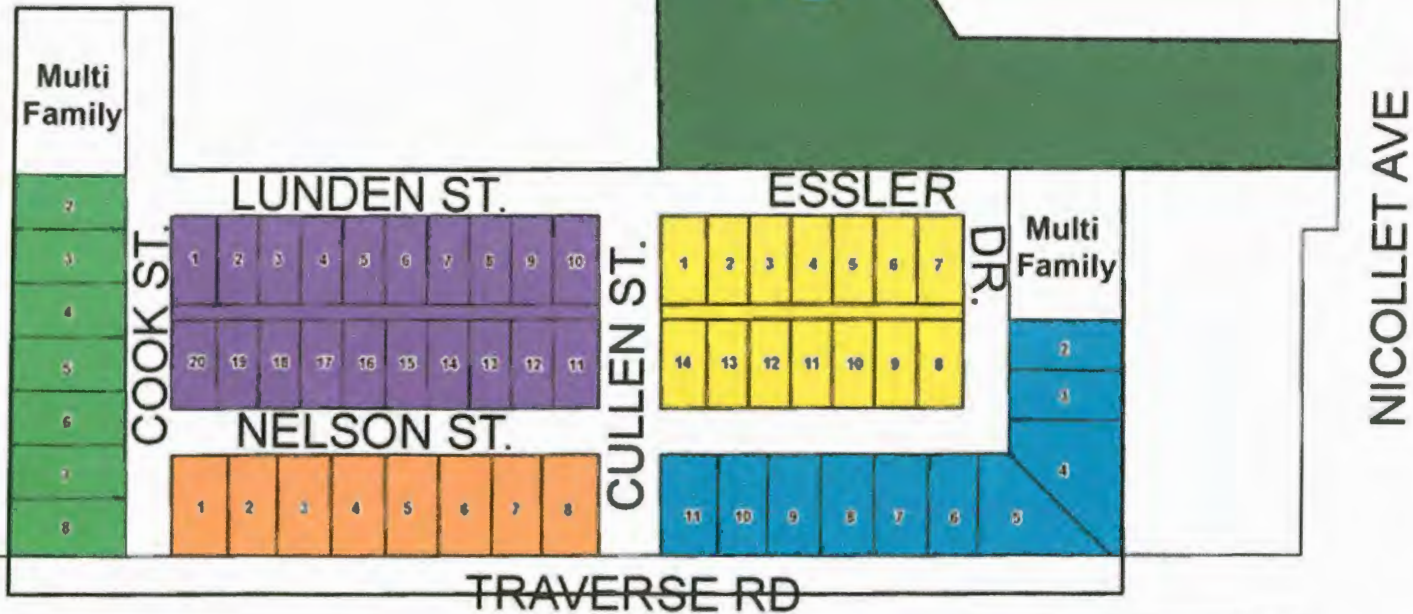 Multi
Family
NICOLLET AVE
LUNDEN ST.
ESSLER
DR.
Multi
Family
COOK ST.
CULLEN ST.
2
3
4
5
6
7
8
1 2 3 4 5 6 7 8 9 10
20 19 18 17 16 15 14 13 12 11
1 2 3 4 5 6 7
14 13 12 11 10 9 8
2
3
4
NELSON ST.
1 2 3 4 5 6 7 8
11 10 9 8 7 6 5
TRAVERSE RD